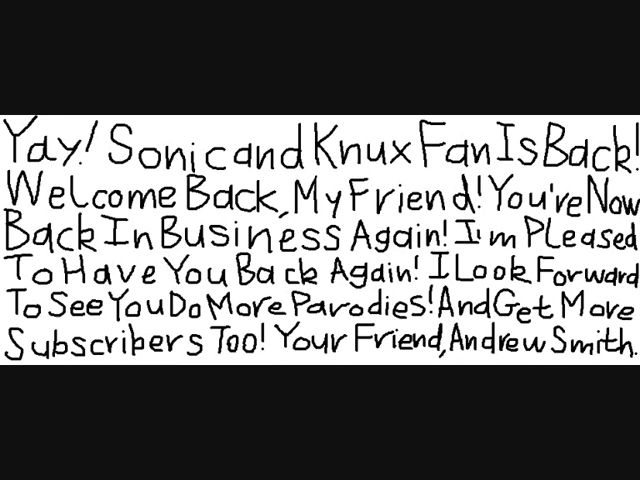 Yay! Sonic and Knux Fan Is Back!
Welcome Back, My Friend! You're Now
Back In Business Again! I'm Pleased
To Have You Back Again! I Look Forward
To See You Do More Parodies! And Get More
Subscribers Too! Your Friend, Andrew Smith.